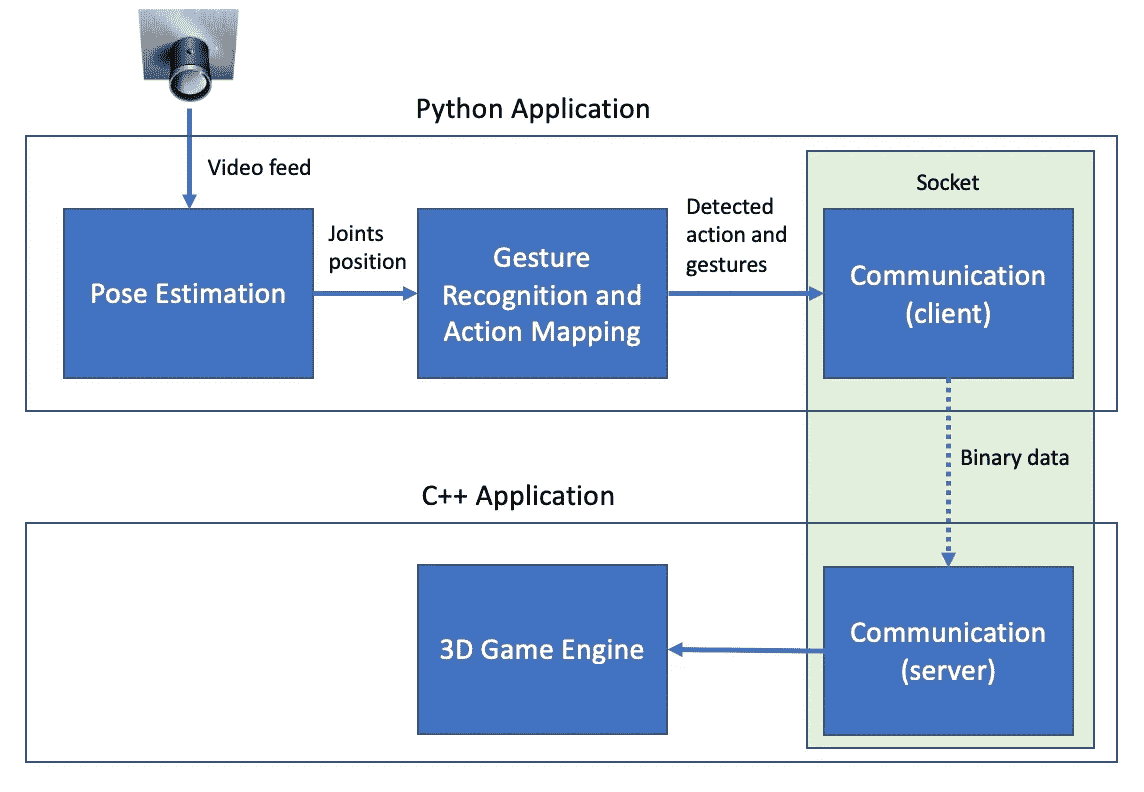 Python Application
Video feed
Socket
Pose Estimation
Joints
position
Gesture
Recognition and
Action Mapping
Detected
action and
gestures
Communication
(client)
Binary data
C++ Application
3D Game Engine
Communication
(server)